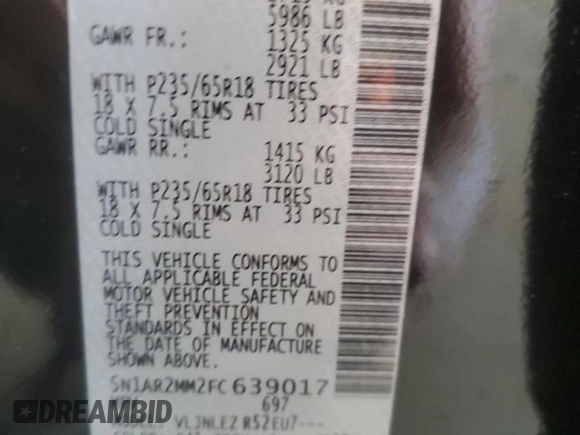 5986 LB
GAWR FR.: 1325 KG
2921 LB
WITH P235/65R18 TIRES
18 X 7.5 RIMS AT 33 PSI
COLD SINGLE
GAWR RR.: 1415 KG
3120 LB
WITH P235/65R18 TIRES
18 X 7.5 RIMS AT 33 PSI
COLD SINGLE
THIS VEHICLE CONFORMS TO
ALL APPLICABLE FEDERAL
MOTOR VEHICLE SAFETY AND
THEFT PREVENTION
STANDARDS IN EFFECT ON
THE DATE OF MANUFACTURE
SHOWN ABOVE.
5N1AR2MM2FC639017
697
VLJNLEZ R52EU7---
DREAMBID